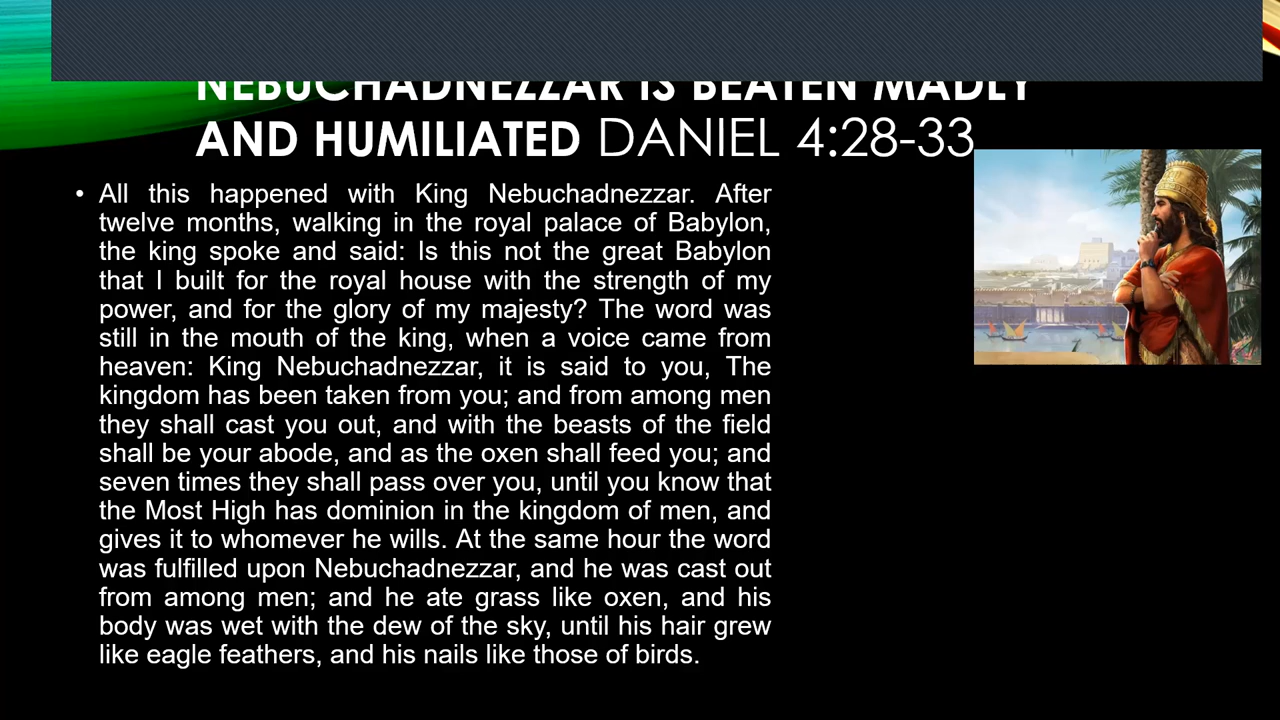 NEBUCHADNEZZAR IS BEATEN MADLY
AND HUMILIATED DANIEL 4:28-33
• All this happened with King Nebuchadnezzar. After
twelve months, walking in the royal palace of Babylon,
the king spoke and said: Is this not the great Babylon
that I built for the royal house with the strength of my
power, and for the glory of my majesty? The word was
still in the mouth of the king, when a voice came from
heaven: King Nebuchadnezzar, it is said to you, The
kingdom has been taken from you; and from among men
they shall cast you out, and with the beasts of the field
shall be your abode, and as the oxen shall feed you; and
seven times they shall pass over you, until you know that
the Most High has dominion in the kingdom of men, and
gives it to whomever he wills. At the same hour the word
was fulfilled upon Nebuchadnezzar, and he was cast out
from among men; and he ate grass like oxen, and his
body was wet with the dew of the sky, until his hair grew
like eagle feathers, and his nails like those of birds.